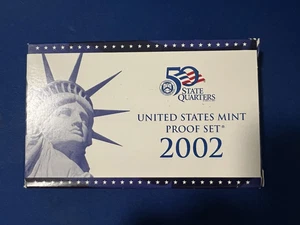 50
STATE
QUARTERS
UNITED STATES MINT
PROOF SET®
2002